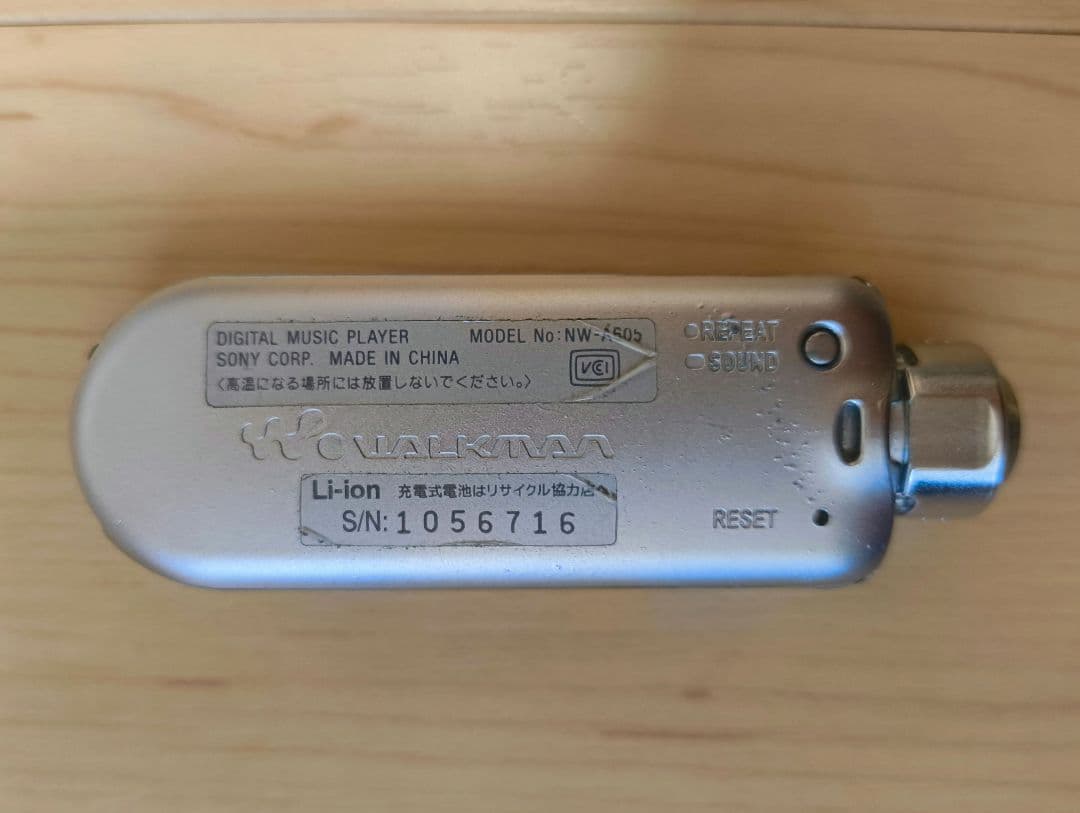 DIGITAL MUSIC PLAYER MODEL No: NW-A605
SONY CORP. MADE IN CHINA
〈高温になる場所には放置しないでください。〉
VCI
WALKMAN
Li-ion 充電式電池はリサイクル協力店へ
S/N: 1056716
REPEAT
SOUND
RESET